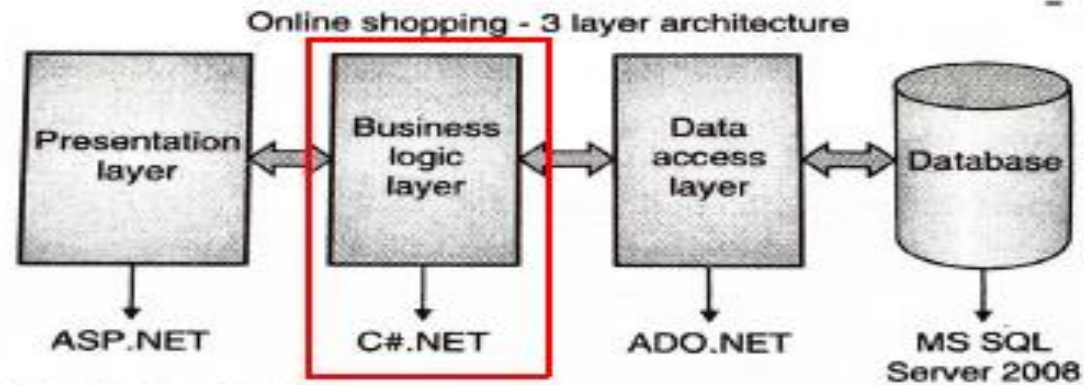 Online shopping - 3 layer architecture
Presentation
layer
Business
logic
layer
Data
access
layer
Database
ASP.NET
C#.NET
ADO.NET
MS SQL
Server 2008